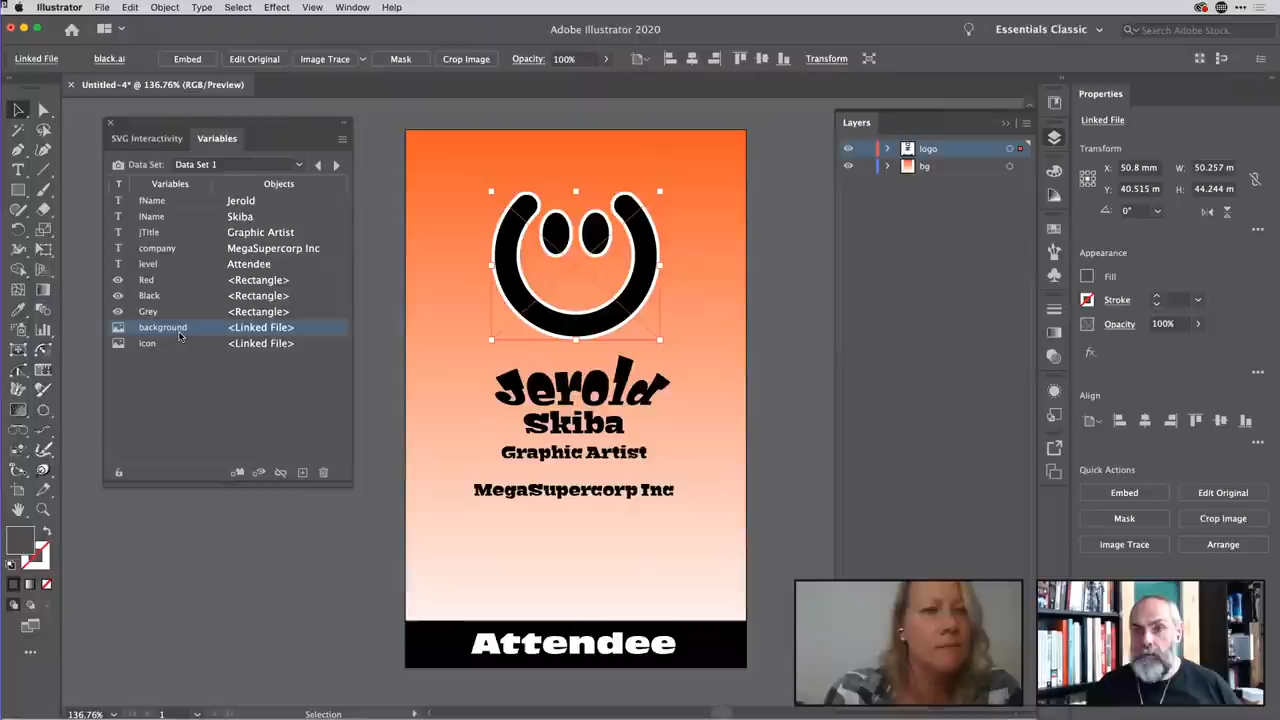 Illustrator File Edit Object Type Select Effect View Window Help
Adobe Illustrator 2020
Essentials Classic
Search Adobe Stock
Linked File black.ai Embed Edit Original Image Trace Mask Crop Image Opacity: 100% Transform
× Untitled-4* @ 136.76% (RGB/Preview)
SVG Interactivity Variables
Data Set: Data Set 1
T Variables Objects
T fName Jerold
T lName Skiba
T jTitle Graphic Artist
T company MegaSupercorp Inc
T level Attendee
Red <Rectangle>
Black <Rectangle>
Grey <Rectangle>
background <Linked File>
icon <Linked File>
Jerold
Skiba
Graphic Artist
MegaSupercorp Inc
Attendee
Layers
logo
bg
Properties
Linked File
Transform
X: 50.8 mm W: 50.257 m
Y: 40.515 m H: 44.244 m
0°
Appearance
Fill
Stroke
Opacity 100%
fx.
Align
Quick Actions
Embed Edit Original
Mask Crop Image
Image Trace Arrange
136.76% 1 Selection